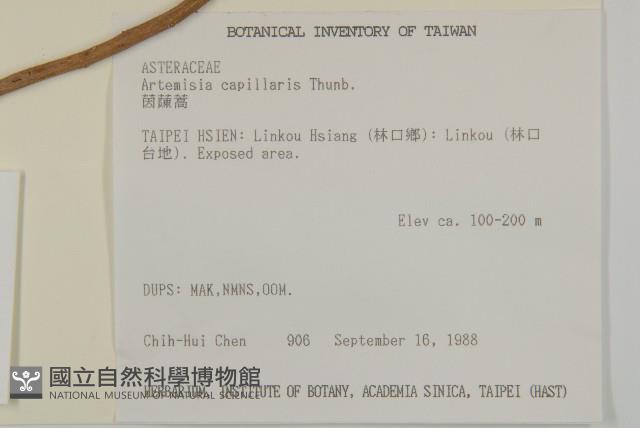 BOTANICAL INVENTORY OF TAIWAN
ASTERACEAE
Artemisia capillaris Thunb.
茵蔯蒿
TAIPEI HSIEN: Linkou Hsiang (林口鄉): Linkou (林口
台地). Exposed area.
Elev ca. 100-200 m
DUPS: MAK,NMNS,OOM.
Chih-Hui Chen 906 September 16, 1988
國立自然科學博物館
NATIONAL MUSEUM OF NATURAL SCIENCE
HERBARIUM, INSTITUTE OF BOTANY, ACADEMIA SINICA, TAIPEI (HAST)